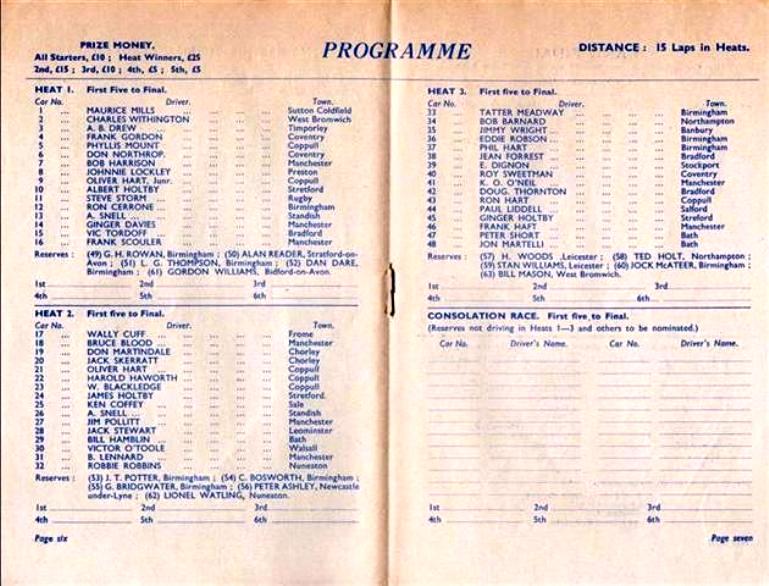 PRIZE MONEY.
All Starters, £10 ; Heat Winners, £25
2nd, £15 ; 3rd, £10 ; 4th, £5 ; 5th, £5
PROGRAMME
DISTANCE : 15 Laps in Heats.
HEAT 1. First Five to Final.
Car No. Driver. Town.
1 ... MAURICE MILLS ... ... ... Sutton Coldfield
2 ... CHARLES WITHINGTON ... ... ... West Bromwich
3 ... A. B. DREW ... ... ... ... Timporley
4 ... FRANK GORDON ... ... ... ... Coventry
5 ... PHYLLIS MOUNT ... ... ... ... Coppull
6 ... DON NORTHROP. ... ... ... ... Coventry
7 ... BOB HARRISON ... ... ... ... Manchester
8 ... JOHNNIE LOCKLEY ... ... ... Preston
9 ... OLIVER HART, Junr. ... ... ... Coppull
10 ... ALBERT HOLTBY ... ... ... ... Stretford
11 ... STEVE STORM ... ... ... ... Rugby
12 ... RON CERRONE ... ... ... ... Birmingham
13 ... A. SNELL ... ... ... ... ... Standish
14 ... GINGER DAVIES ... ... ... ... Manchester
15 ... VIC TORDOFF ... ... ... ... Bradford
16 ... FRANK SCOULER ... ... ... ... Manchester
Reserves : (49) G. H. ROWAN, Birmingham ; (50) ALAN READER, Stratford-on-
Avon ; (51) L. G. THOMPSON, Birmingham ; (52) DAN DARE,
Birmingham ; (61) GORDON WILLIAMS, Bidford-on-Avon.
1st 2nd 3rd
4th 5th 6th
HEAT 2. First five to Final.
Car No. Driver. Town.
17 ... WALLY CUFF ... ... ... ... Frome
18 ... BRUCE BLOOD ... ... ... ... Manchester
19 ... DON MARTINDALE ... ... ... Chorley
20 ... JACK SKERRATT ... ... ... ... Chorley
21 ... OLIVER HART ... ... ... ... Coppull
22 ... HAROLD HAWORTH ... ... ... Coppull
23 ... W. BLACKLEDGE ... ... ... ... Coppull
24 ... JAMES HOLTBY ... ... ... ... Stretford.
25 ... KEN COFFEY ... ... ... ... Sale
26 ... A. SNELL ... ... ... ... ... Standish
27 ... JIM POLLITT ... ... ... ... Manchester
28 ... JACK STEWART ... ... ... ... Leominster
29 ... BILL HAMBLIN ... ... ... ... Bath
30 ... VICTOR O'TOOLE ... ... ... ... Walsall
31 ... B. LENNARD ... ... ... ... Manchester
32 ... ROBBIE ROBBINS ... ... ... ... Nuneaton
Reserves : (53) J. T. POTTER, Birmingham ; (54) C. BOSWORTH, Birmingham ;
(55) G. BRIDGWATER, Birmingham ; (56) PETER ASHLEY, Newcastle
under-Lyne ; (62) LIONEL WATLING, Nuneaton.
1st 2nd 3rd
4th 5th 6th
Page six
HEAT 3. First five to Final.
Car No. Driver. Town.
33 ... TATTER MEADWAY ... ... ... Birmingham
34 ... BOB BARNARD ... ... ... ... Northampton
35 ... JIMMY WRIGHT ... ... ... ... Banbury
36 ... EDDIE ROBSON ... ... ... ... Birmingham
37 ... PHIL HART ... ... ... ... Birmingham
38 ... JEAN FORREST ... ... ... ... Bradford
39 ... E. DIGNON ... ... ... ... Stockport
40 ... ROY SWEETMAN ... ... ... ... Coventry
41 ... K. O. O'NEIL ... ... ... ... Manchester
42 ... DOUG. THORNTON ... ... ... Bradford
43 ... RON HART ... ... ... ... Coppull
44 ... PAUL LIDDELL ... ... ... ... Salford
45 ... GINGER HOLTBY ... ... ... ... Streford
46 ... FRANK HAFT ... ... ... ... Manchester
47 ... PETER SHORT ... ... ... ... Bath
48 ... JON MARTELLI ... ... ... ... Bath
Reserves : (57) H. WOODS ,Leicester ; (58) TED HOLT, Northampton ;
(59) STAN WILLIAMS, Leicester ; (60) JOCK McATEER, Birmingham ;
(63) BILL MASON, West Bromwich.
1st 2nd 3rd
4th 5th 6th
CONSOLATION RACE. First five to Final.
(Reserves not driving in Heats 1—3 and others to be nominated.)
Car No. Driver's Name. Car No. Driver's Name.
1st 2nd 3rd
4th 5th 6th
Page seven